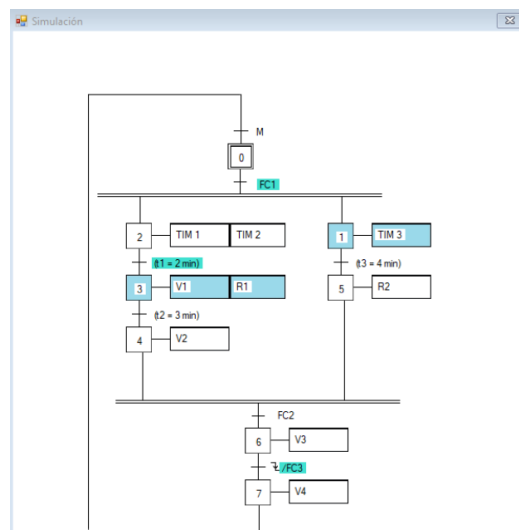 Simulación
M
0
FC1
2 TIM 1 TIM 2 1 TIM 3
(t1 = 2 min) (t3 = 4 min)
3 V1 R1 5 R2
(t2 = 3 min)
4 V2
FC2
6 V3
/FC3
7 V4